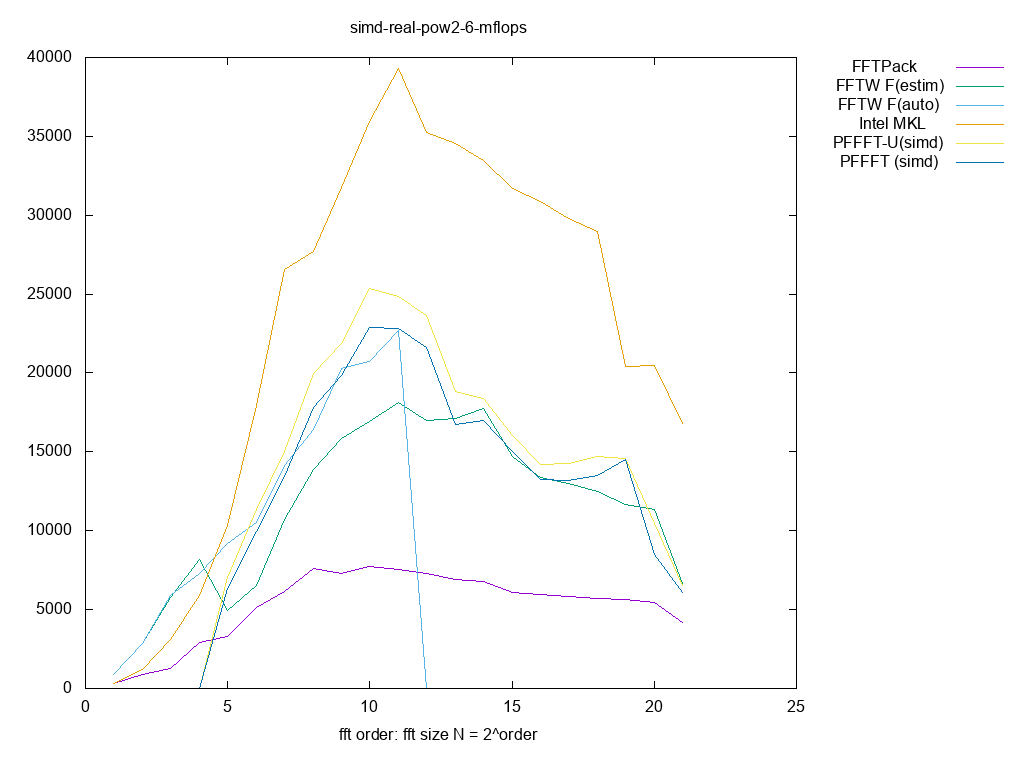 simd-real-pow2-6-mflops
40000
35000
30000
25000
20000
15000
10000
5000
0
0 5 10 15 20 25
fft order: fft size N = 2^order
FFTPack
FFTW F(estim)
FFTW F(auto)
Intel MKL
PFFFT-U(simd)
PFFFT (simd)